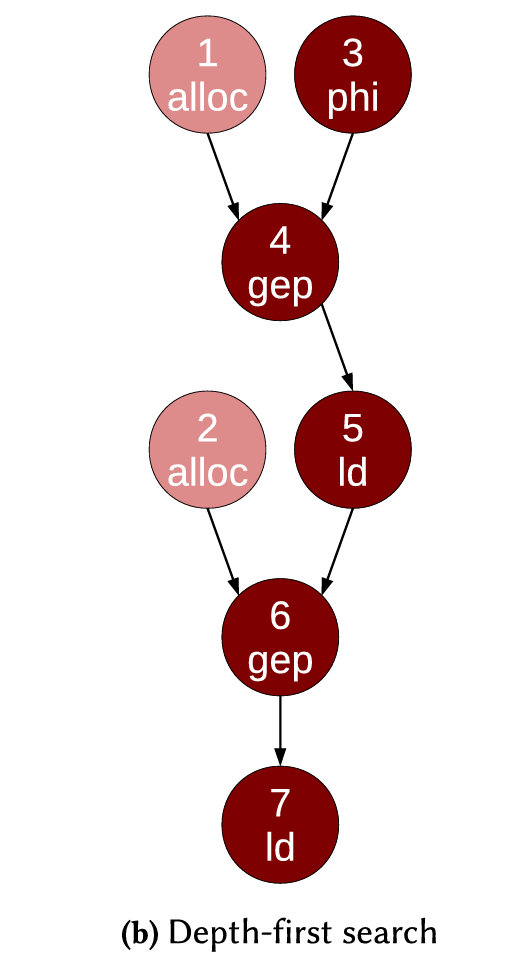 1
alloc
3
phi
4
gep
2
alloc
5
ld
6
gep
7
ld
(b) Depth-first search